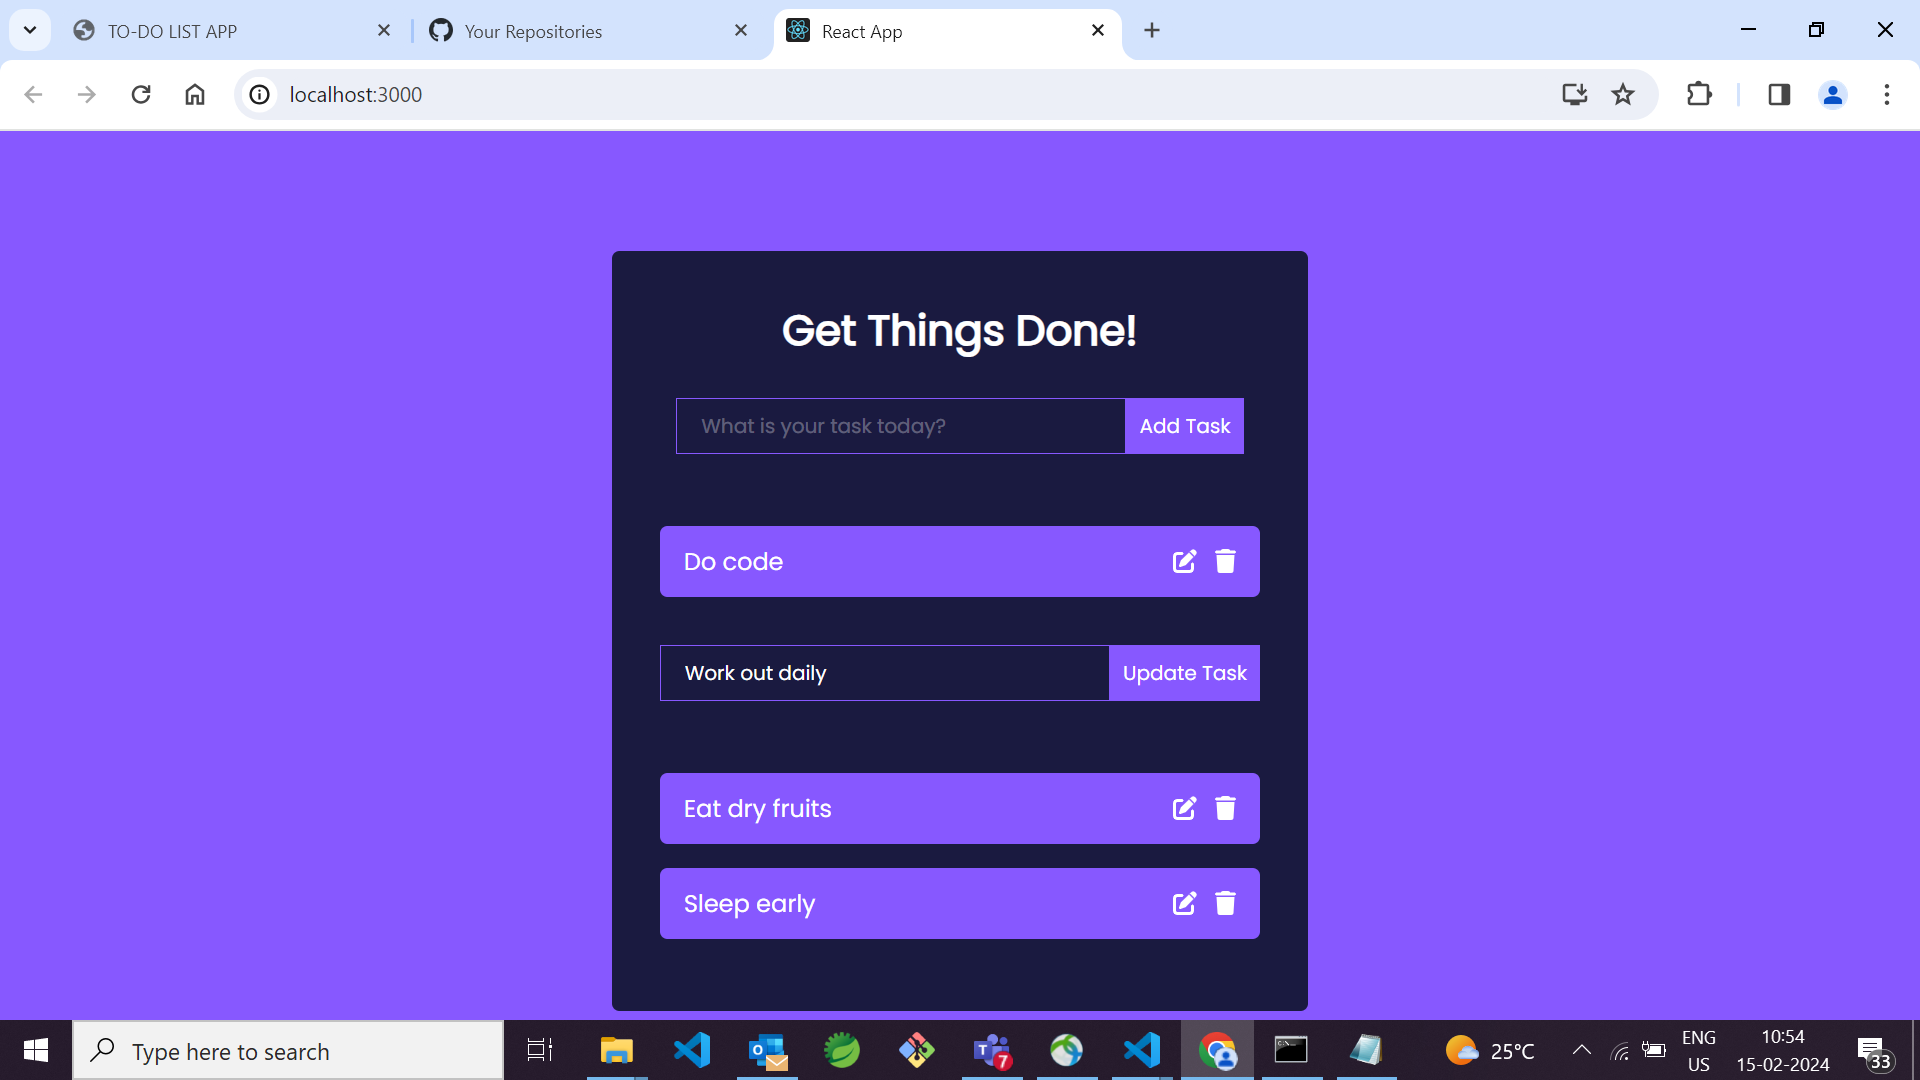 TO-DO LIST APP
Your Repositories
React App
localhost:3000
Get Things Done!
What is your task today?
Add Task
Do code
Work out daily
Update Task
Eat dry fruits
Sleep early
Type here to search
7
25°C
ENG
US
10:54
15-02-2024
33